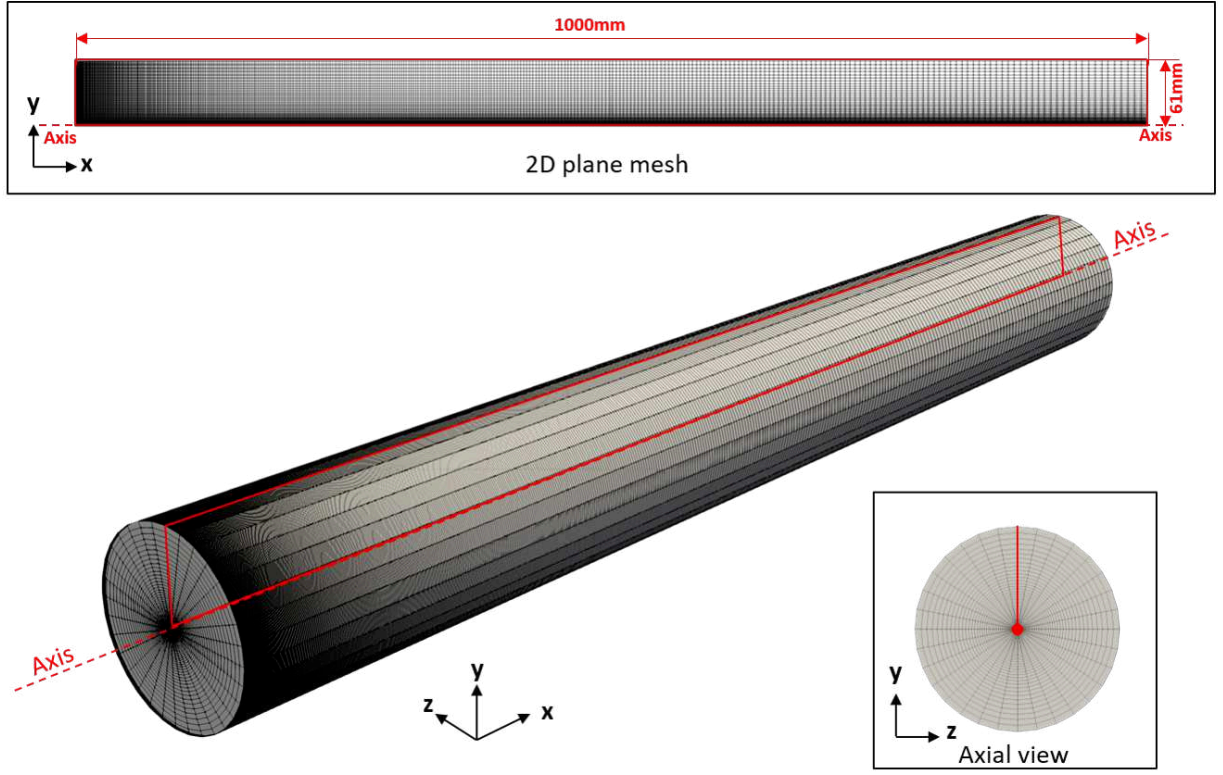 1000mm
61mm
y
x
Axis
Axis
2D plane mesh
Axis
Axis
y
z
x
y
z
Axial view